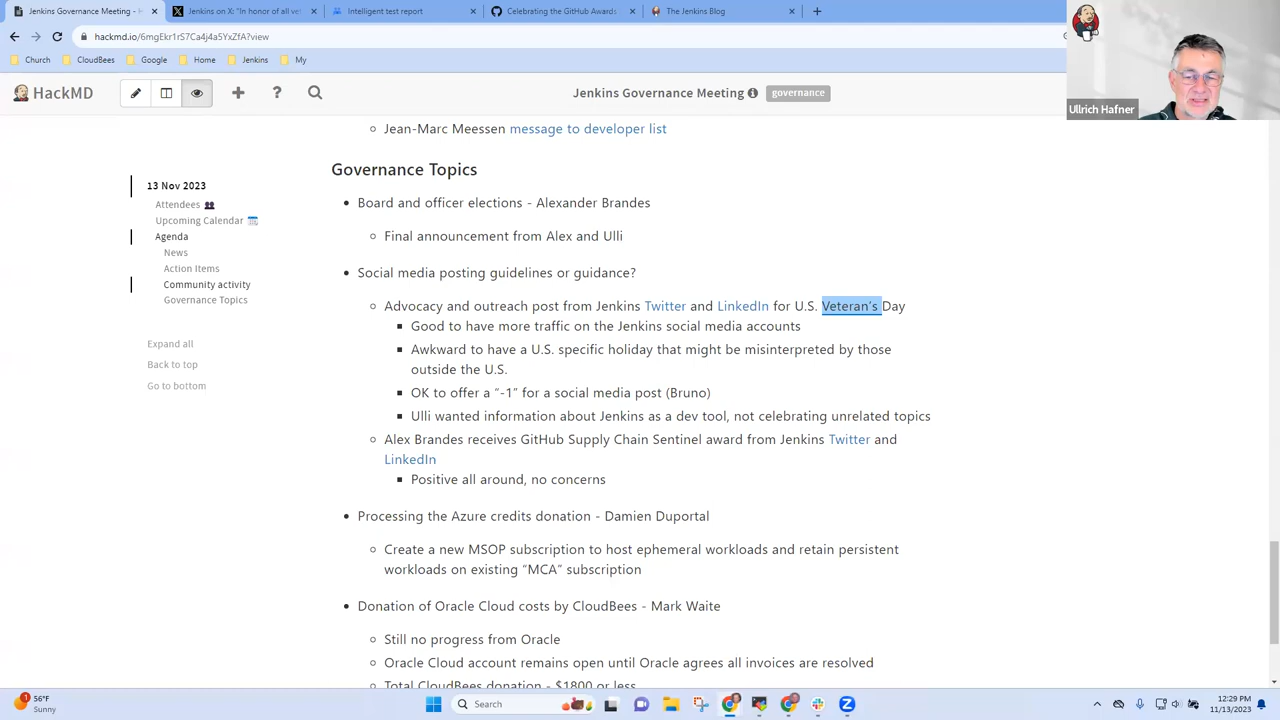 Jenkins Governance Meeting -
Jenkins on X: "In honor of all vet
Intelligent test report
Celebrating the GitHub Awards
The Jenkins Blog
hackmd.io/6mgEkr1rS7Ca4j4a5YxZfA?view
Church
CloudBees
Google
Home
Jenkins
My
HackMD
Jenkins Governance Meeting
governance
Ullrich Hafner
13 Nov 2023
Attendees
Upcoming Calendar
Agenda
News
Action Items
Community activity
Governance Topics
Expand all
Back to top
Go to bottom
Jean-Marc Meessen message to developer list
Governance Topics
Board and officer elections - Alexander Brandes
Final announcement from Alex and Ulli
Social media posting guidelines or guidance?
Advocacy and outreach post from Jenkins Twitter and LinkedIn for U.S. Veteran's Day
Good to have more traffic on the Jenkins social media accounts
Awkward to have a U.S. specific holiday that might be misinterpreted by those
outside the U.S.
OK to offer a "-1" for a social media post (Bruno)
Ulli wanted information about Jenkins as a dev tool, not celebrating unrelated topics
Alex Brandes receives GitHub Supply Chain Sentinel award from Jenkins Twitter and
LinkedIn
Positive all around, no concerns
Processing the Azure credits donation - Damien Duportal
Create a new MSOP subscription to host ephemeral workloads and retain persistent
workloads on existing "MCA" subscription
Donation of Oracle Cloud costs by CloudBees - Mark Waite
Still no progress from Oracle
Oracle Cloud account remains open until Oracle agrees all invoices are resolved
Total CloudBees donation - $1800 or less
1
56°F
Sunny
Search
12:29 PM
11/13/2023